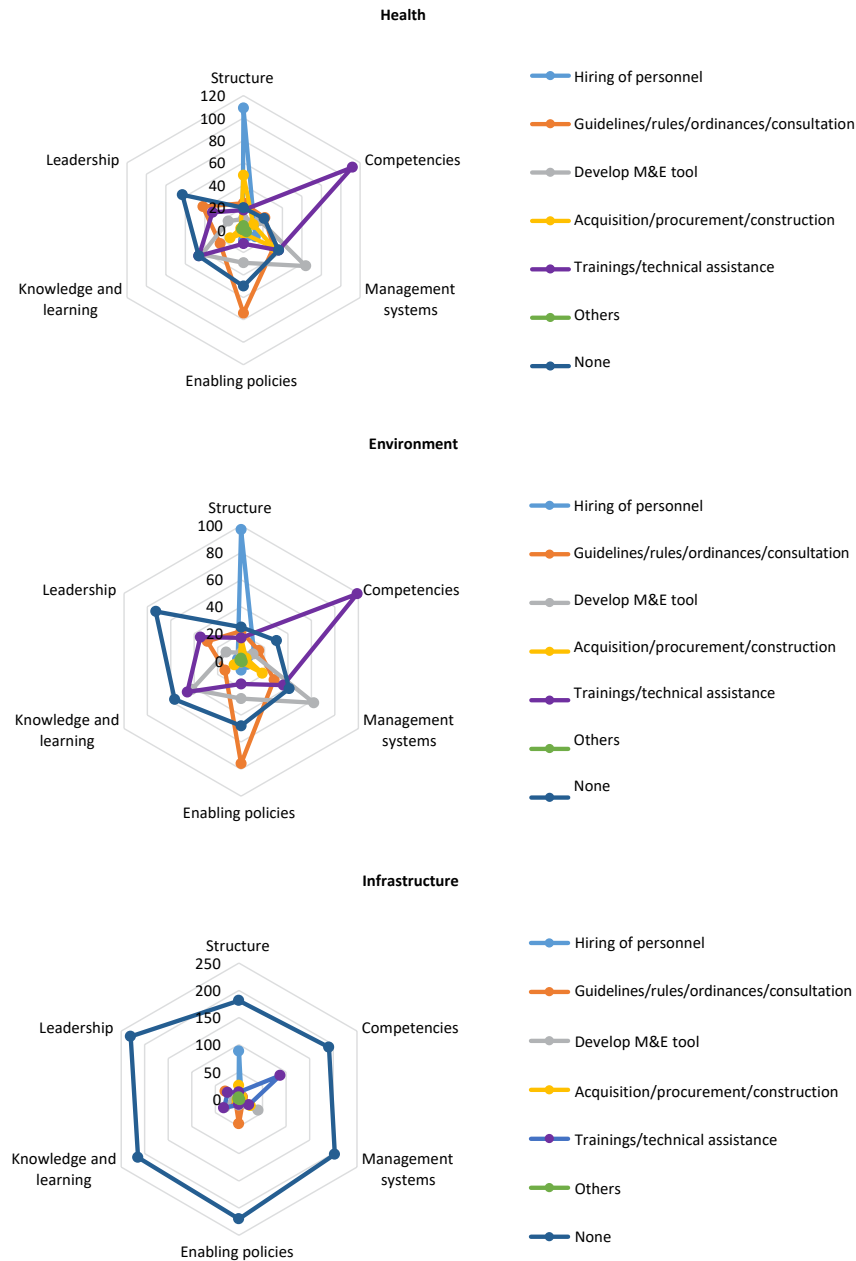 Health
Structure
120
100
80
60
40
20
0
Competencies
Management
systems
Enabling policies
Knowledge and
learning
Leadership
Hiring of personnel
Guidelines/rules/ordinances/consultation
Develop M&E tool
Acquisition/procurement/construction
Trainings/technical assistance
Others
None
Environment
Structure
100
80
60
40
20
0
Competencies
Management
systems
Enabling policies
Knowledge and
learning
Leadership
Hiring of personnel
Guidelines/rules/ordinances/consultation
Develop M&E tool
Acquisition/procurement/construction
Trainings/technical assistance
Others
None
Infrastructure
Structure
250
200
150
100
50
0
Competencies
Management
systems
Enabling policies
Knowledge and
learning
Leadership
Hiring of personnel
Guidelines/rules/ordinances/consultation
Develop M&E tool
Acquisition/procurement/construction
Trainings/technical assistance
Others
None